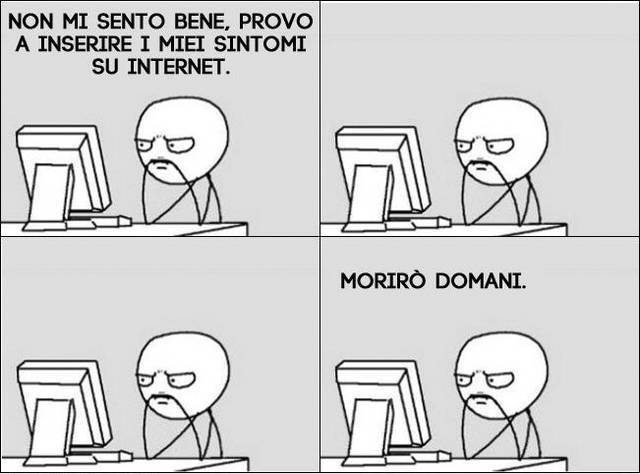 NON MI SENTO BENE, PROVO
A INSERIRE I MIEI SINTOMI
SU INTERNET.
MORIRÒ DOMANI.